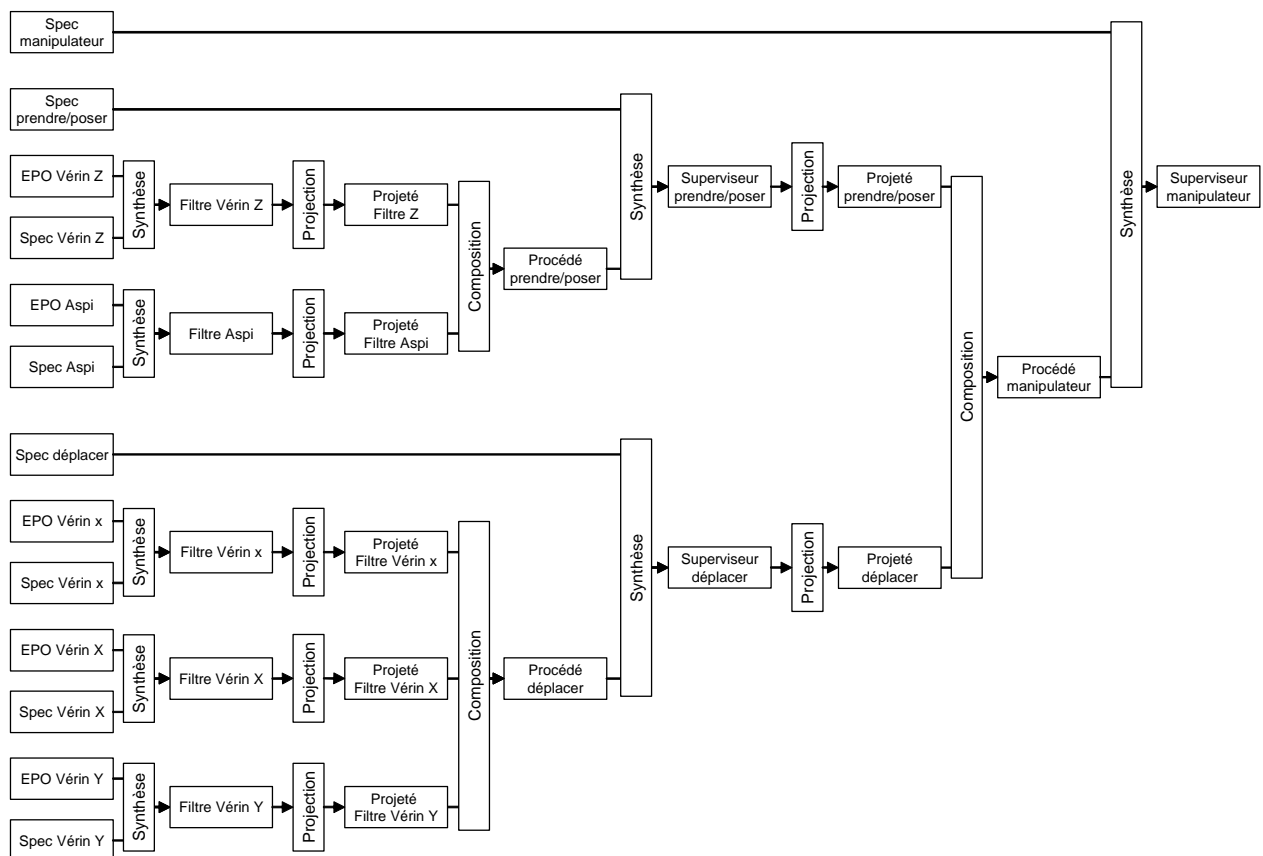 Spec
manipulateur
Spec
prendre/poser
EPO Vérin Z
Spec Vérin Z
Synthèse
Filtre Vérin Z
Projection
Projeté
Filtre Z
EPO Aspi
Spec Aspi
Synthèse
Filtre Aspi
Projection
Projeté
Filtre Aspi
Composition
Procédé
prendre/poser
Synthèse
Superviseur
prendre/poser
Projection
Projeté
prendre/poser
Spec déplacer
EPO Vérin x
Spec Vérin x
Synthèse
Filtre Vérin x
Projection
Projeté
Filtre Vérin x
EPO Vérin X
Spec Vérin X
Synthèse
Filtre Vérin X
Projection
Projeté
Filtre Vérin X
EPO Vérin Y
Spec Vérin Y
Synthèse
Filtre Vérin Y
Projection
Projeté
Filtre Vérin Y
Composition
Procédé
déplacer
Synthèse
Superviseur
déplacer
Projection
Projeté
déplacer
Composition
Procédé
manipulateur
Synthèse
Superviseur
manipulateur